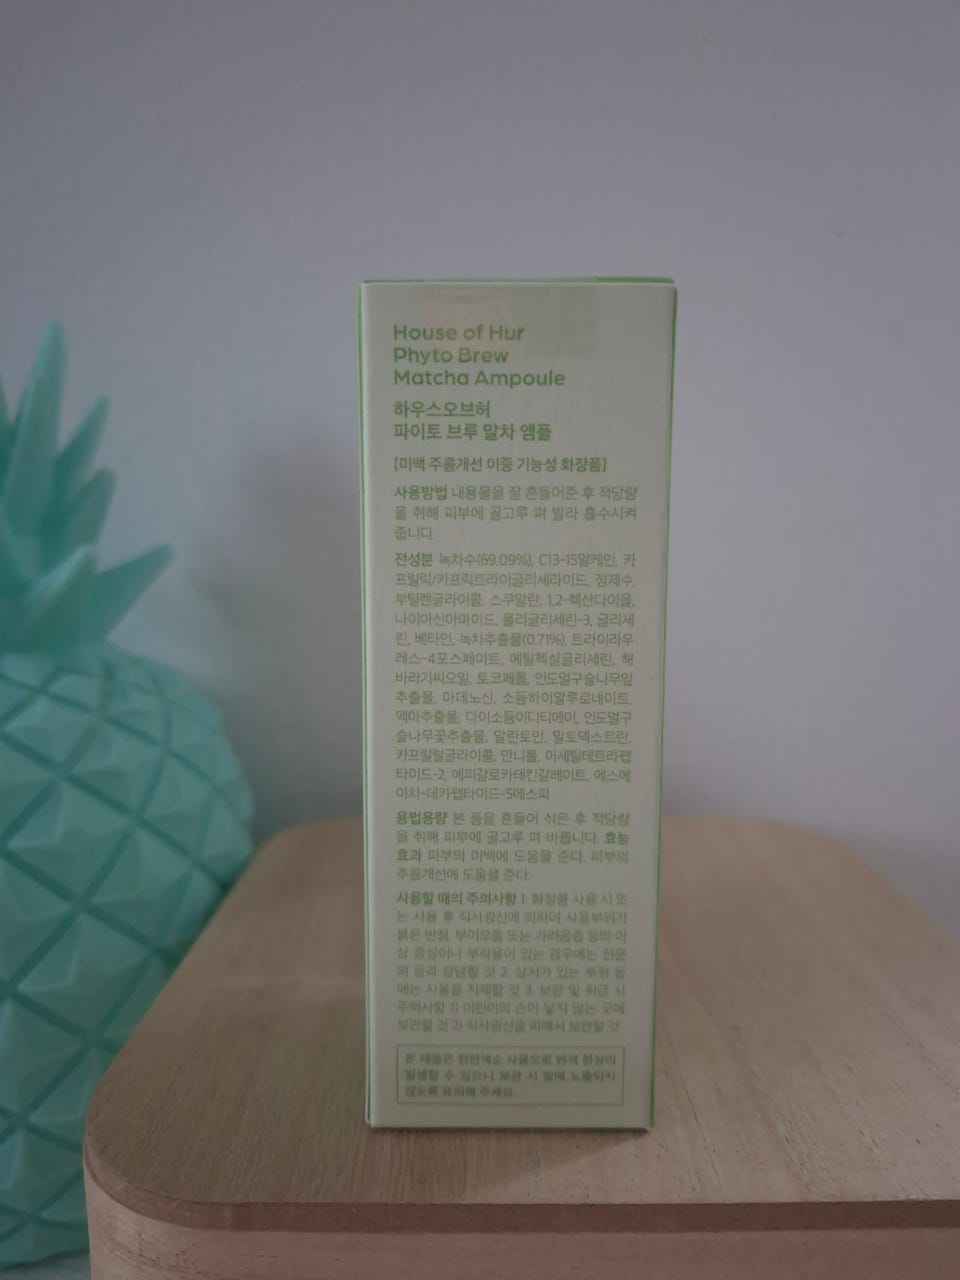 House of Hur
Phyto Brew
Matcha Ampoule
하우스오브허
파이토 브루 말차 앰플
[미백 주름개선 이중 기능성 화장품]
사용방법 내용물을 잘 흔들어준 후 적당량
을 취해 피부에 골고루 펴 발라 흡수시켜
줍니다.
전성분 녹차수(69.09%), C13-15알케인, 카
프릴릭/카프릭트라이글리세라이드, 정제수,
부틸렌글라이콜, 스쿠알란, 1,2-헥산다이올,
나이아신아마이드, 폴리글리세린-3, 글리세
린, 베타인, 녹차추출물(0.71%), 트라이라우
레스-4포스페이트, 에틸헥실글리세린, 해
바라기씨오일, 토코페롤, 인도멀구슬나무잎
추출물, 아데노신, 소듐하이알루로네이트,
액아추출물, 다이소듐이디티에이, 인도멀구
슬나무꽃추출물, 알란토인, 말토덱스트린,
카프릴릴글라이콜, 만니톨, 아세틸테트라펩
타이드-2, 에피갈로카테킨갈레이트, 에스에
이치-데카펩타이드-5에스피
용법용량 본 품을 흔들어 섞은 후 적당량
을 취해 피부에 골고루 펴 바릅니다. 효능
효과 피부의 미백에 도움을 준다. 피부의
주름개선에 도움을 준다.
사용할 때의 주의사항 1. 화장품 사용 시 또
는 사용 후 직사광선에 의하여 사용부위가
붉은 반점, 부어오름 또는 가려움증 등의 이
상 증상이나 부작용이 있는 경우에는 전문
의 등과 상담할 것 2. 상처가 있는 부위 등
에는 사용을 자제할 것 3. 보관 및 취급 시
주의사항 1) 어린이의 손이 닿지 않는 곳에
보관할 것 2) 직사광선을 피해서 보관할 것
본 제품은 천연색소 사용으로 변색 현상이
발생할 수 있으니 보관 시 빛에 노출되지
않도록 유의해 주세요.